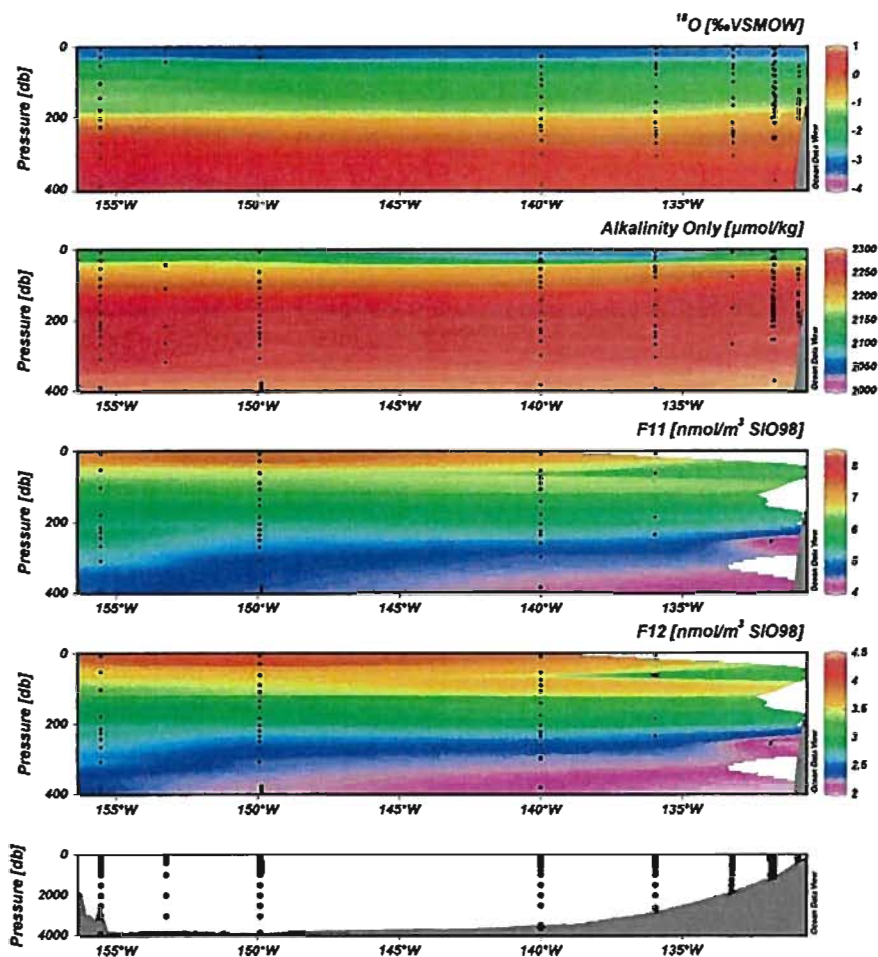 ¹⁸O [‰VSMOW]
Pressure [db]
0
200
400
155°W 150°W 145°W 140°W 135°W
1
0
-1
-2
-3
-4
Ocean Data View
Alkalinity Only [µmol/kg]
Pressure [db]
0
200
400
155°W 150°W 145°W 140°W 135°W
2300
2250
2200
2150
2100
2050
2000
Ocean Data View
F11 [nmol/m³ SIO98]
Pressure [db]
0
200
400
155°W 150°W 145°W 140°W 135°W
8
7
6
5
4
Ocean Data View
F12 [nmol/m³ SIO98]
Pressure [db]
0
200
400
155°W 150°W 145°W 140°W 135°W
4.5
4
3.5
3
2.5
2
Ocean Data View
Pressure [db]
0
2000
4000
155°W 150°W 145°W 140°W 135°W
Ocean Data View